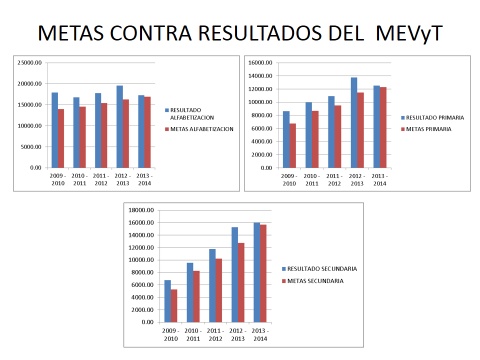 METAS CONTRA RESULTADOS DEL MEVyT
25000.00
20000.00
15000.00
10000.00
5000.00
0.00
2009 - 2010
2010 - 2011
2011 - 2012
2012 - 2013
2013 - 2014
RESULTADO ALFABETIZACION
METAS ALFABETIZACION
16000.00
14000.00
12000.00
10000.00
8000.00
6000.00
4000.00
2000.00
0.00
2009 - 2010
2010 - 2011
2011 - 2012
2012 - 2013
2013 - 2014
RESULTADO PRIMARIA
METAS PRIMARIA
18000.00
16000.00
14000.00
12000.00
10000.00
8000.00
6000.00
4000.00
2000.00
0.00
2009 - 2010
2010 - 2011
2011 - 2012
2012 - 2013
2013 - 2014
RESULTADO SECUNDARIA
METAS SECUNDARIA